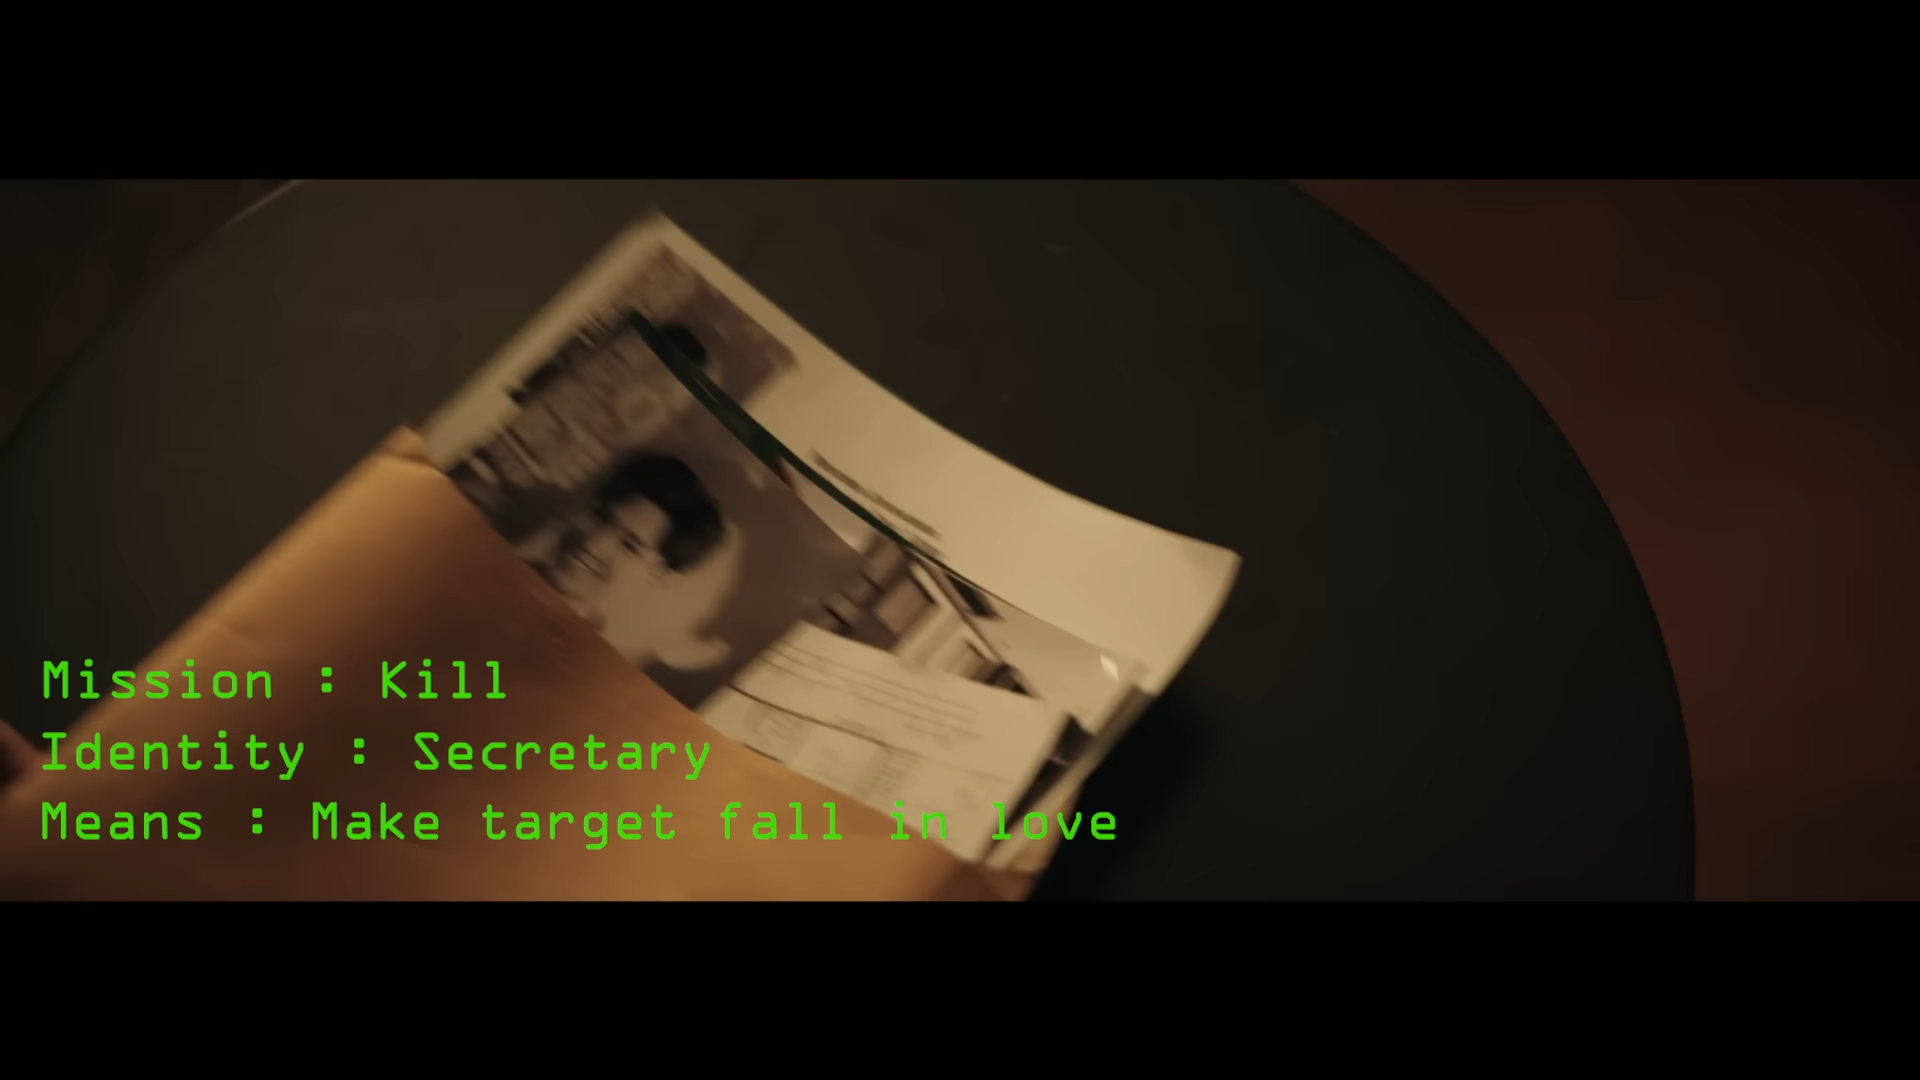 Mission : Kill
Identity : Secretary
Means : Make target fall in love